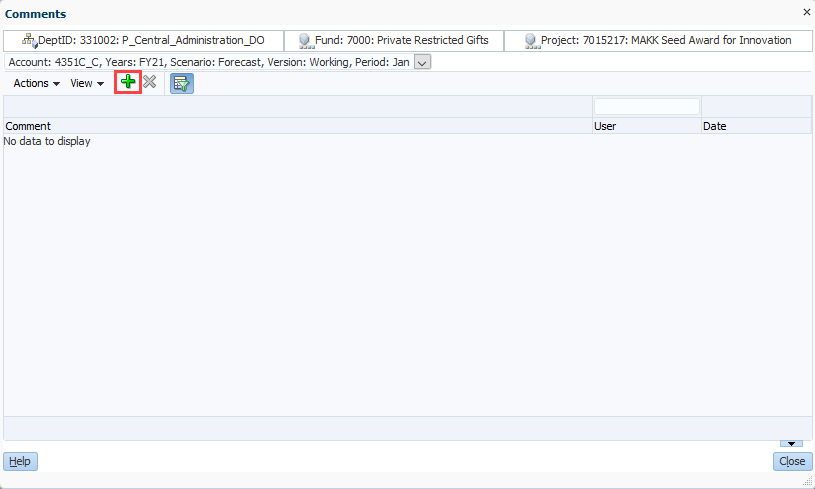 Comments
DeptID: 331002: P_Central_Administration_DO Fund: 7000: Private Restricted Gifts Project: 7015217: MAKK Seed Award for Innovation
Account: 4351C_C, Years: FY21, Scenario: Forecast, Version: Working, Period: Jan
Actions View
Comment User Date
No data to display
Help Close